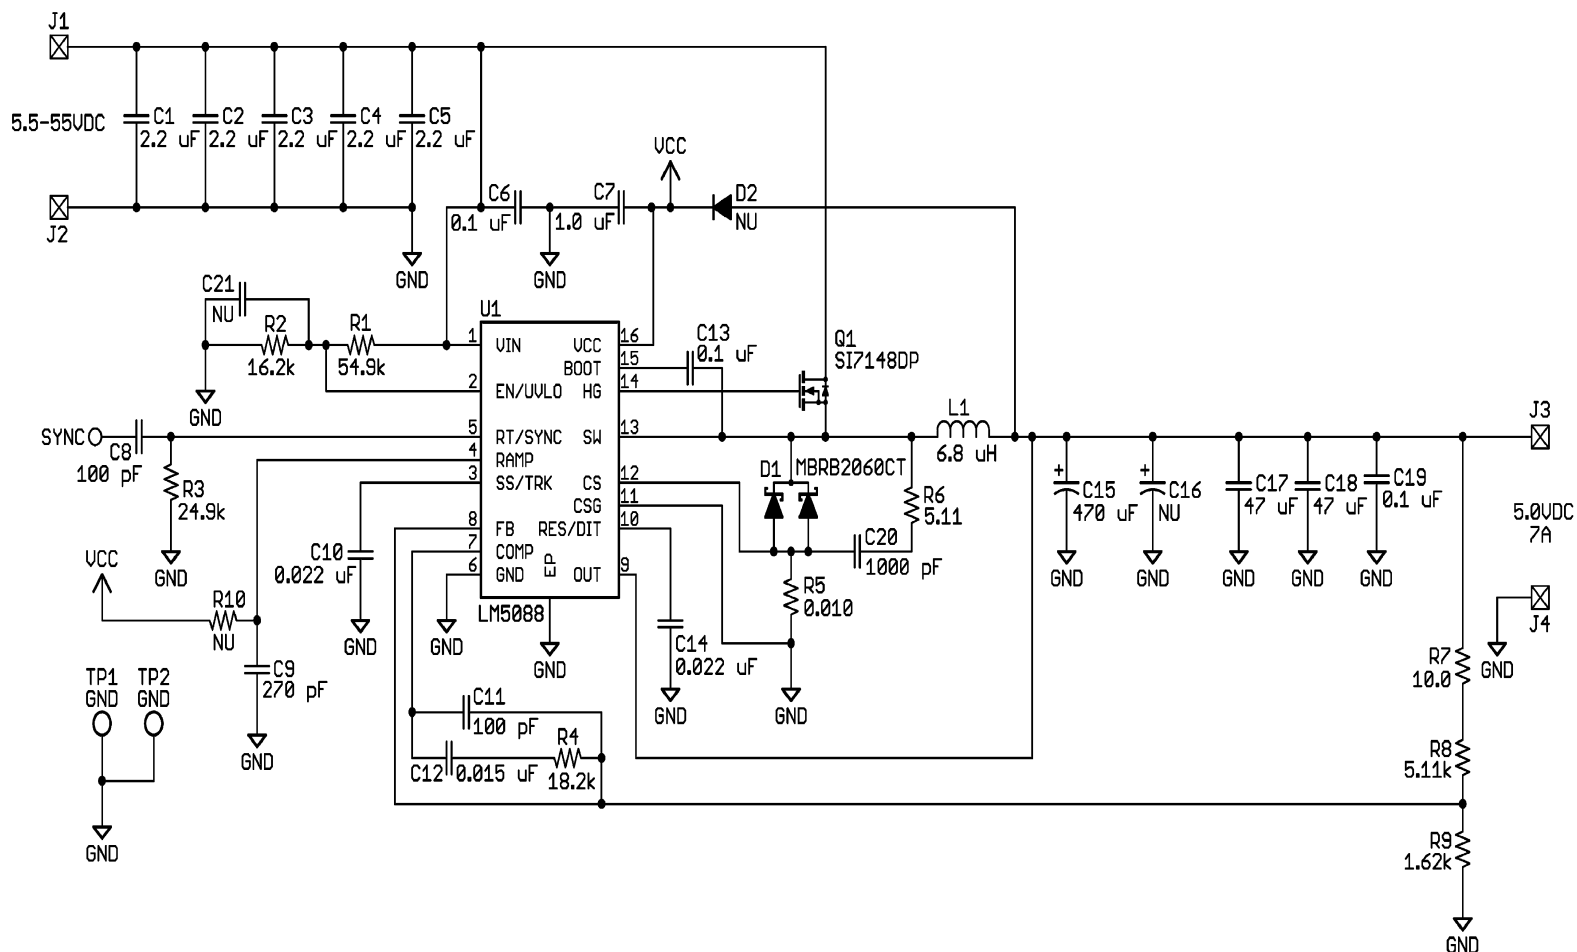 J1
5.5-55VDC
C1
2.2 uF
C2
2.2 uF
C3
2.2 uF
C4
2.2 uF
C5
2.2 uF
J2
GND
C6
0.1 uF
C7
1.0 uF
GND
VCC
D2
NU
C21
NU
R2
16.2k
R1
54.9k
GND
U1
1
VIN
2
EN/UVLO
5
RT/SYNC
4
RAMP
3
SS/TRK
8
FB
7
COMP
6
GND
EP
VCC
16
BOOT
15
HG
14
SW
13
CS
12
CSG
11
RES/DIT
10
OUT
9
LM5088
GND
GND
C13
0.1 uF
Q1
SI7148DP
SYNC
C8
100 pF
R3
24.9k
GND
L1
6.8 uH
D1
MBRB2060CT
R6
5.11
C20
1000 pF
R5
0.010
GND
C15
470 uF
GND
C16
NU
GND
C17
47 uF
GND
C18
47 uF
GND
C19
0.1 uF
GND
J3
5.0VDC
7A
J4
GND
VCC
R10
NU
C10
0.022 uF
GND
C9
270 pF
GND
TP1
GND
TP2
GND
GND
C14
0.022 uF
GND
C11
100 pF
C12
0.015 uF
R4
18.2k
R7
10.0
R8
5.11k
R9
1.62k
GND